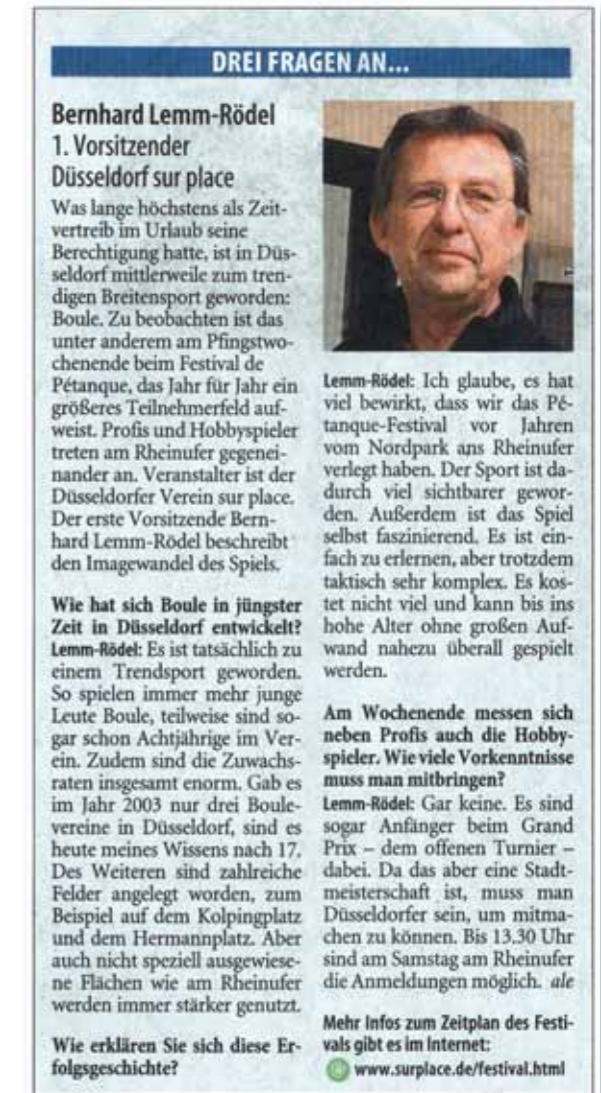 DREI FRAGEN AN...
Bernhard Lemm-Rödel
1. Vorsitzender
Düsseldorf sur place
Was lange höchstens als Zeit-
vertreib im Urlaub seine
Berechtigung hatte, ist in Düs-
seldorf mittlerweile zum tren-
digen Breitensport geworden:
Boule. Zu beobachten ist das
unter anderem am Pfingstwo-
chenende beim Festival de
Pétanque, das Jahr für Jahr ein
größeres Teilnehmerfeld auf-
weist. Profis und Hobbyspieler
treten am Rheinufer gegenei-
nander an. Veranstalter ist der
Düsseldorfer Verein sur place.
Der erste Vorsitzende Bern-
hard Lemm-Rödel beschreibt
den Imagewandel des Spiels.
Wie hat sich Boule in jüngster
Zeit in Düsseldorf entwickelt?
Lemm-Rödel: Es ist tatsächlich zu
einem Trendsport geworden.
So spielen immer mehr junge
Leute Boule, teilweise sind so-
gar schon Achtjährige im Ver-
ein. Zudem sind die Zuwachs-
raten insgesamt enorm. Gab es
im Jahr 2003 nur drei Boule-
vereine in Düsseldorf, sind es
heute meines Wissens nach 17.
Des Weiteren sind zahlreiche
Felder angelegt worden, zum
Beispiel auf dem Kolpingplatz
und dem Hermannplatz. Aber
auch nicht speziell ausgewiese-
ne Flächen wie am Rheinufer
werden immer stärker genutzt.
Wie erklären Sie sich diese Er-
folgsgeschichte?
Lemm-Rödel: Ich glaube, es hat
viel bewirkt, dass wir das Pé-
tanque-Festival vor Jahren
vom Nordpark ans Rheinufer
verlegt haben. Der Sport ist da-
durch viel sichtbarer gewor-
den. Außerdem ist das Spiel
selbst faszinierend. Es ist ein-
fach zu erlernen, aber trotzdem
taktisch sehr komplex. Es kos-
tet nicht viel und kann bis ins
hohe Alter ohne großen Auf-
wand nahezu überall gespielt
werden.
Am Wochenende messen sich
neben Profis auch die Hobby-
spieler. Wie viele Vorkenntnisse
muss man mitbringen?
Lemm-Rödel: Gar keine. Es sind
sogar Anfänger beim Grand
Prix – dem offenen Turnier –
dabei. Da das aber eine Stadt-
meisterschaft ist, muss man
Düsseldorfer sein, um mitma-
chen zu können. Bis 13.30 Uhr
sind am Samstag am Rheinufer
die Anmeldungen möglich. ale
Mehr Infos zum Zeitplan des Festi-
vals gibt es im Internet:
www.surplace.de/festival.html